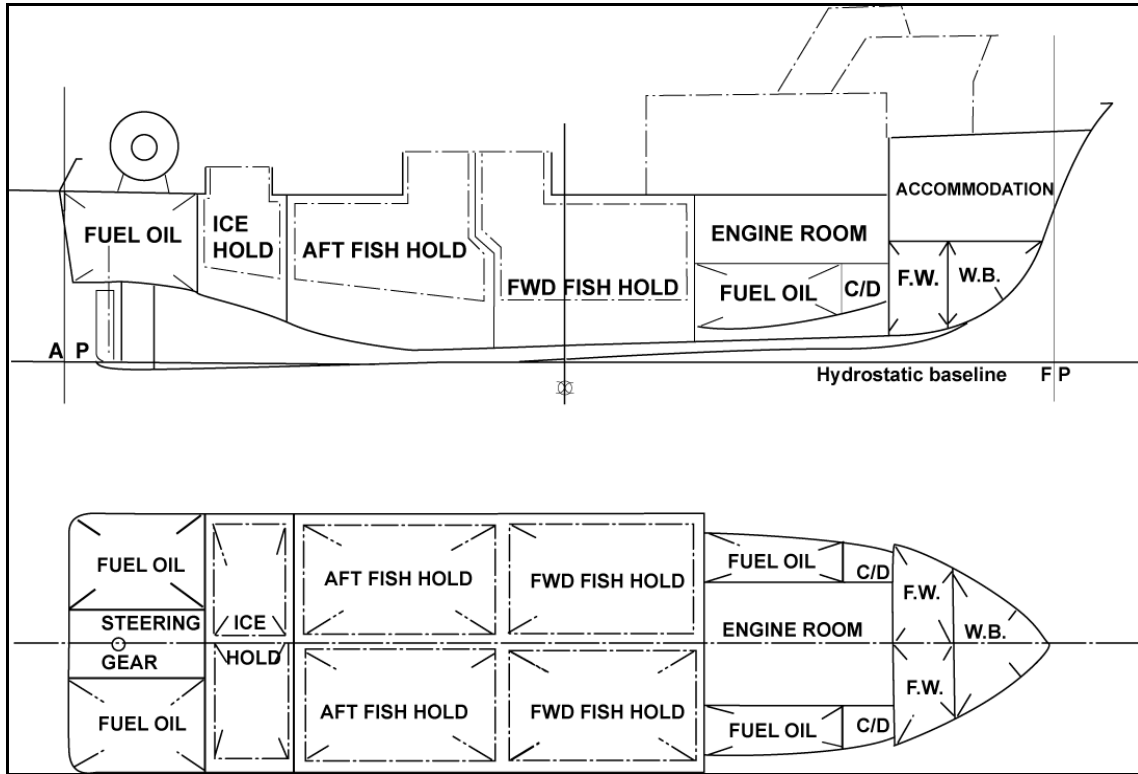 ACCOMMODATION
FUEL OIL
ICE
HOLD
AFT FISH HOLD
ENGINE ROOM
FWD FISH HOLD
FUEL OIL
C/D
F.W.
W.B.
A P
Hydrostatic baseline
F P
FUEL OIL
AFT FISH HOLD
FWD FISH HOLD
FUEL OIL
C/D
F.W.
STEERING
ICE
ENGINE ROOM
W.B.
GEAR
HOLD
F.W.
FUEL OIL
AFT FISH HOLD
FWD FISH HOLD
FUEL OIL
C/D